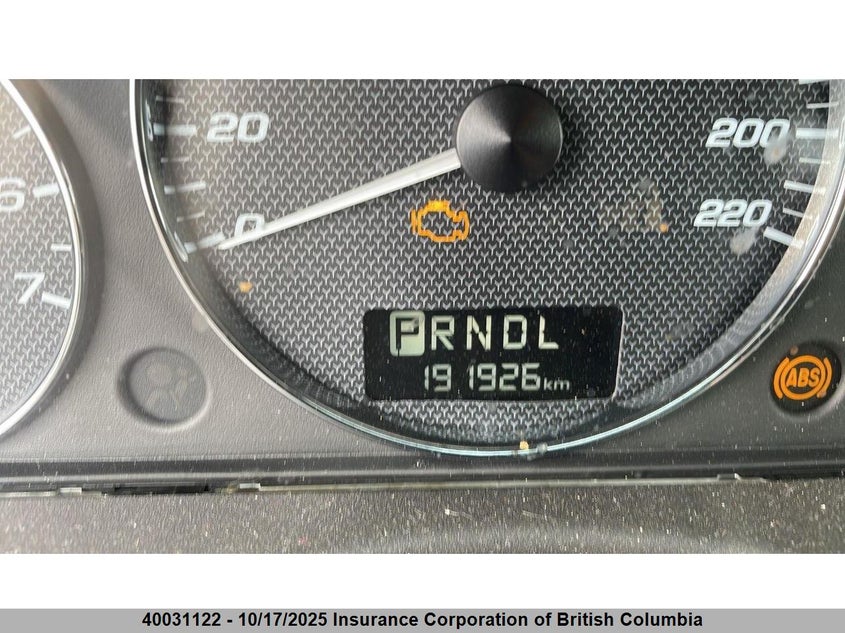 20
200
6
0
220
7
PRNDL
191926km
ABS
40031122 - 10/17/2025 Insurance Corporation of British Columbia